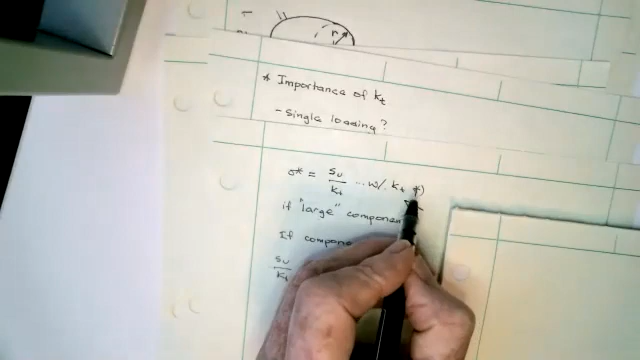 r
* Importance of Kt
- Single loading?
σ* = Su/Kt ... w/. Kt
if "large" componen
If compone
Su/Kt